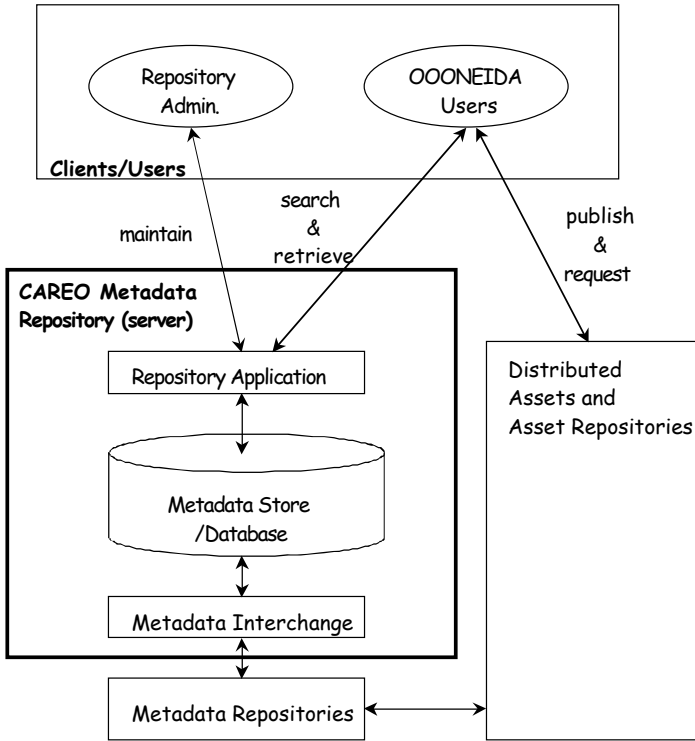 Repository
Admin.
OOONEIDA
Users
Clients/Users
maintain
search
&
retrieve
publish
&
request
CAREO Metadata
Repository (server)
Repository Application
Metadata Store
/Database
Metadata Interchange
Metadata Repositories
Distributed
Assets and
Asset Repositories